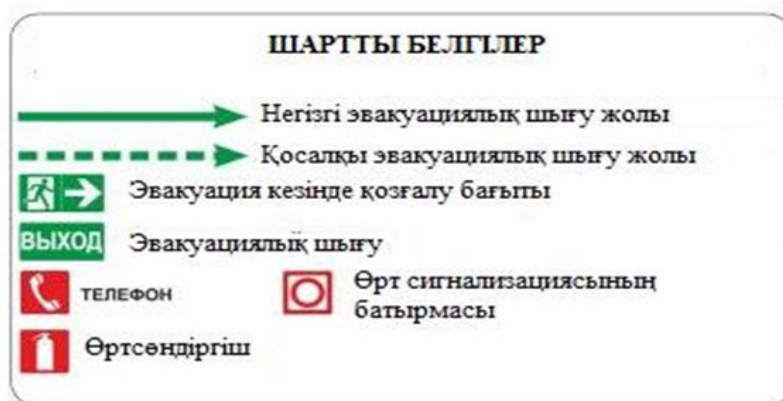 ШАРТТЫ БЕЛГІЛЕР
Негізгі эвакуациялық шығу жолы
Қосалқы эвакуациялық шығу жолы
Эвакуация кезінде қозғалу бағыты
ВЫХОД Эвакуациялық шығу
ТЕЛЕФОН
Өрт сигнализациясының
батырмасы
Өртсөндіргіш